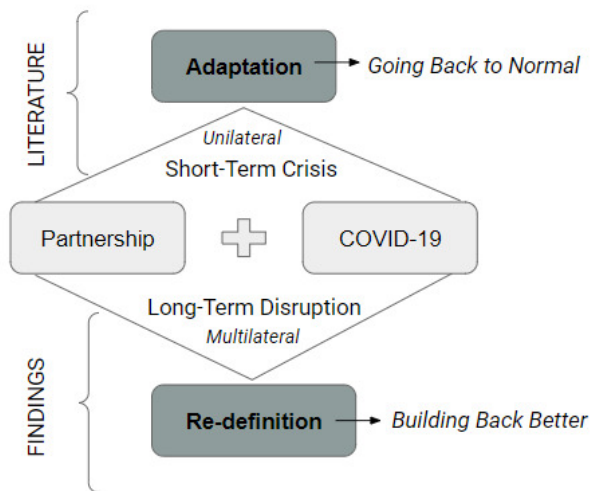 LITERATURE
Adaptation
Going Back to Normal
Unilateral
Short-Term Crisis
Partnership
COVID-19
Long-Term Disruption
Multilateral
FINDINGS
Re-definition
Building Back Better